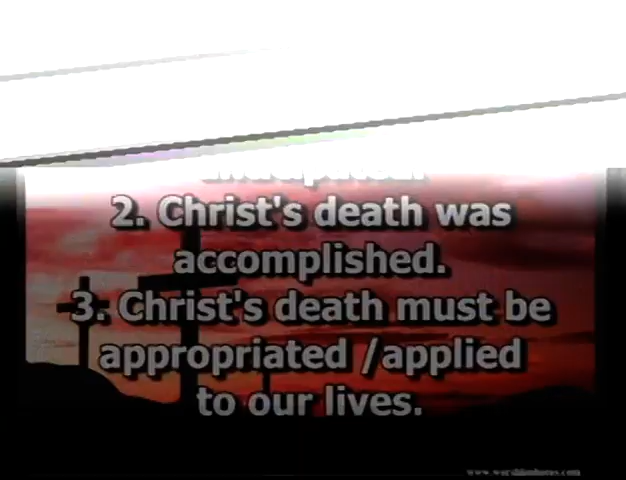 2. Christ's death was
accomplished.
3. Christ's death must be
appropriated /applied
to our lives.